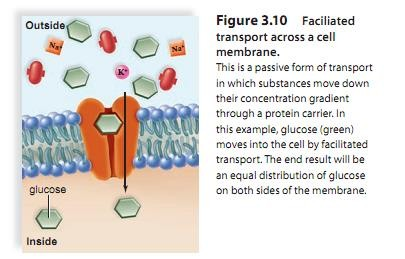 Outside
Na+
Na+
K+
glucose
Inside
Figure 3.10 Faciliated
transport across a cell
membrane.
This is a passive form of transport
in which substances move down
their concentration gradient
through a protein carrier. In
this example, glucose (green)
moves into the cell by facilitated
transport. The end result will be
an equal distribution of glucose
on both sides of the membrane.